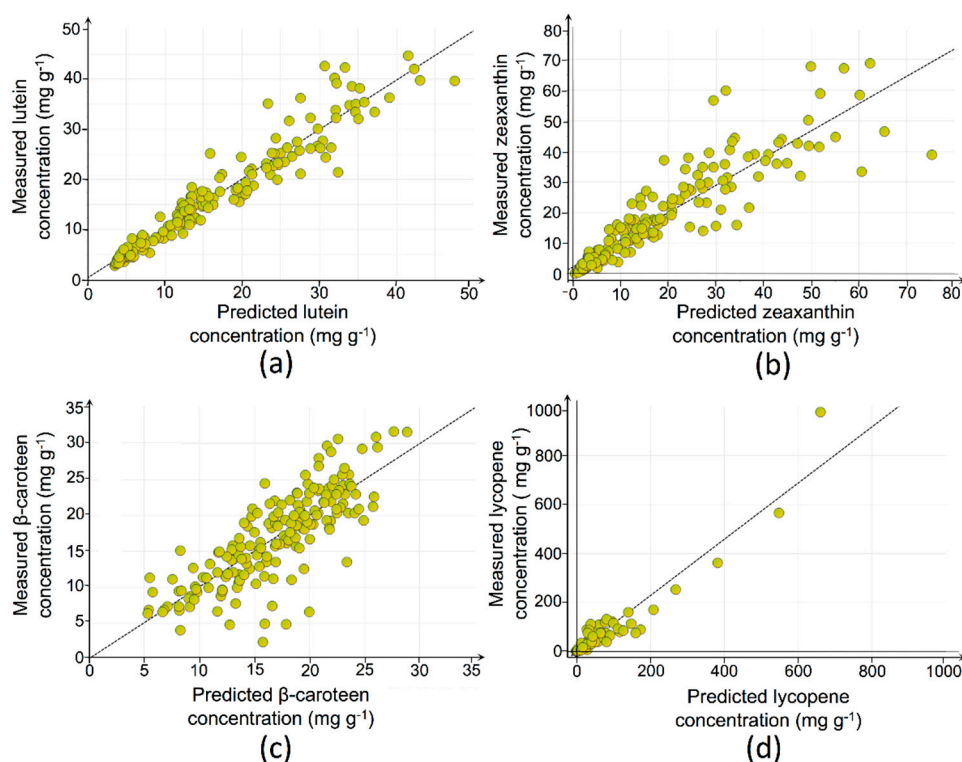 50
40
30
20
10
0
Measured lutein
concentration (mg g-1)
0 10 20 30 40 50
Predicted lutein
concentration (mg g-1)
(a)
80
70
60
50
40
30
20
10
0
Measured zeaxanthin
concentration (mg g-1)
-0 10 20 30 40 50 60 70 80
Predicted zeaxanthin
concentration (mg g-1)
(b)
35
30
25
20
15
10
5
0
Measured β-caroteen
concentration (mg g-1)
0 5 10 15 20 25 30 35
Predicted β-caroteen
concentration (mg g-1)
(c)
1000
800
600
400
200
0
Measured lycopene
concentration ( mg g-1)
0 200 400 600 800 1000
Predicted lycopene
concentration (mg g-1)
(d)